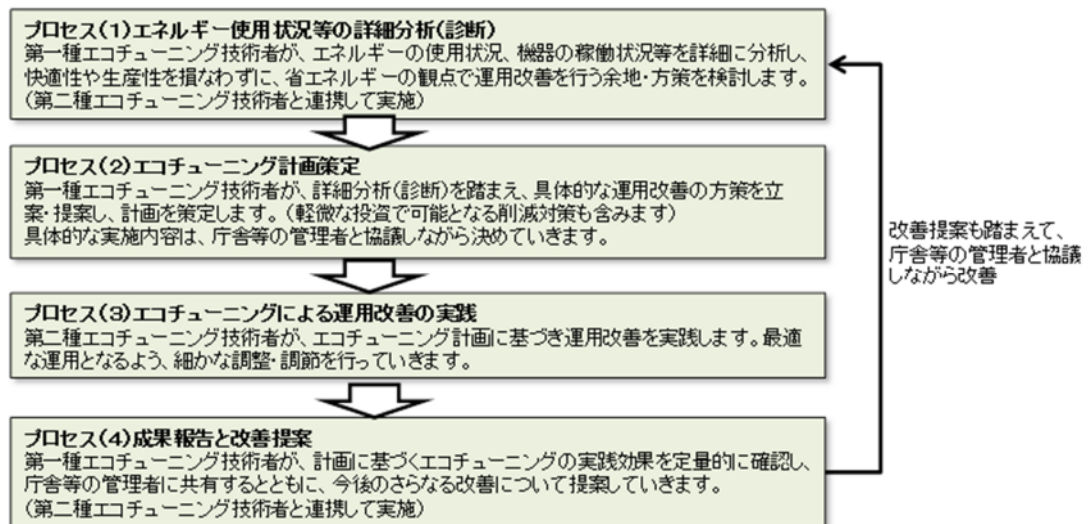 プロセス(1)エネルギー使用状況等の詳細分析(診断)
第一種エコチューニング技術者が、エネルギーの使用状況、機器の稼働状況等を詳細に分析し、
快適性や生産性を損なわずに、省エネルギーの観点で運用改善を行う余地・方策を検討します。
(第二種エコチューニング技術者と連携して実施)
プロセス(2)エコチューニング計画策定
第一種エコチューニング技術者が、詳細分析(診断)を踏まえ、具体的な運用改善の方策を立
案・提案し、計画を策定します。(軽微な投資で可能となる削減対策も含みます)
具体的な実施内容は、庁舎等の管理者と協議しながら決めていきます。
プロセス(3)エコチューニングによる運用改善の実践
第二種エコチューニング技術者が、エコチューニング計画に基づき運用改善を実践します。最適
な運用となるよう、細かな調整・調節を行っていきます。
プロセス(4)成果報告と改善提案
第一種エコチューニング技術者が、計画に基づくエコチューニングの実践効果を定量的に確認し、
庁舎等の管理者に共有するとともに、今後のさらなる改善について提案していきます。
(第二種エコチューニング技術者と連携して実施)
改善提案も踏まえて、
庁舎等の管理者と協議
しながら改善